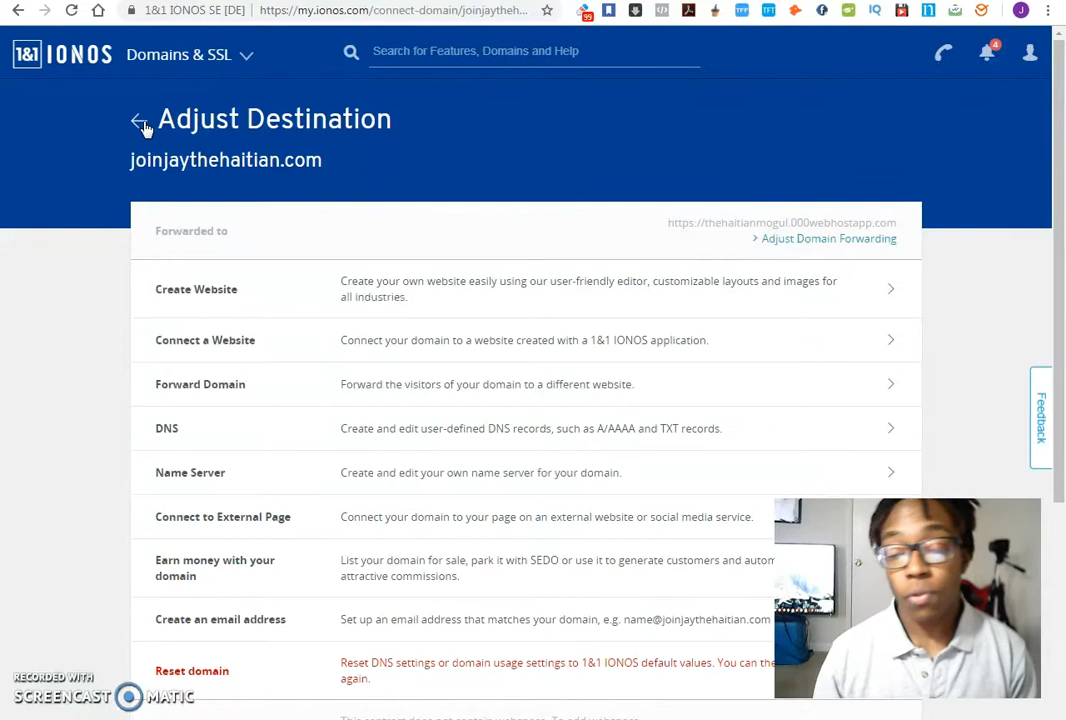 1&1 IONOS SE [DE]
https://my.ionos.com/connect-domain/joinjaytheh...
99
TFF
TFT
IQ
J
1&1 IONOS
Domains & SSL
Search for Features, Domains and Help
4
Adjust Destination
joinjaythehaitian.com
Forwarded to
https://thehaitianmogul.000webhostapp.com
Adjust Domain Forwarding
Create Website
Create your own website easily using our user-friendly editor, customizable layouts and images for
all industries.
Connect a Website
Connect your domain to a website created with a 1&1 IONOS application.
Forward Domain
Forward the visitors of your domain to a different website.
DNS
Create and edit user-defined DNS records, such as A/AAAA and TXT records.
Name Server
Create and edit your own name server for your domain.
Connect to External Page
Connect your domain to your page on an external website or social media service.
Earn money with your
domain
List your domain for sale, park it with SEDO or use it to generate customers and autom
attractive commissions.
Create an email address
Set up an email address that matches your domain, e.g. name@joinjaythehaitian.com
Reset domain
Reset DNS settings or domain usage settings to 1&1 IONOS default values. You can the
again.
Feedback
RECORDED WITH
SCREENCAST MATIC